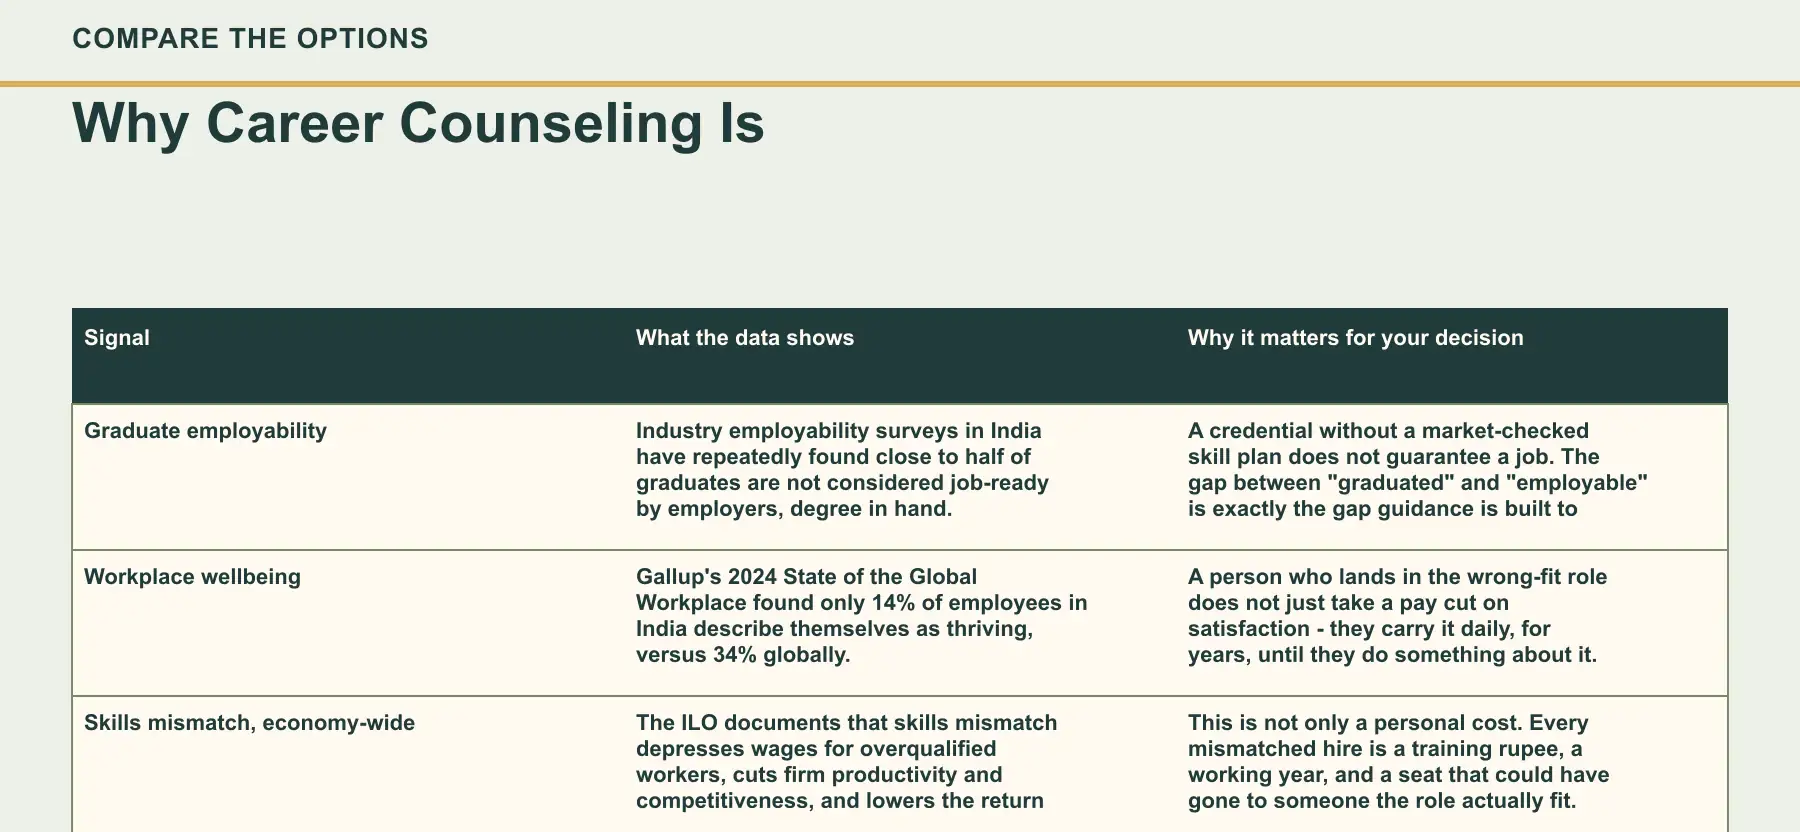 COMPARE THE OPTIONS
Why Career Counseling Is
Signal
What the data shows
Why it matters for your decision
Graduate employability
Industry employability surveys in India
have repeatedly found close to half of
graduates are not considered job-ready
by employers, degree in hand.
A credential without a market-checked
skill plan does not guarantee a job. The
gap between "graduated" and "employable"
is exactly the gap guidance is built to
Workplace wellbeing
Gallup's 2024 State of the Global
Workplace found only 14% of employees in
India describe themselves as thriving,
versus 34% globally.
A person who lands in the wrong-fit role
does not just take a pay cut on
satisfaction - they carry it daily, for
years, until they do something about it.
Skills mismatch, economy-wide
The ILO documents that skills mismatch
depresses wages for overqualified
workers, cuts firm productivity and
competitiveness, and lowers the return
This is not only a personal cost. Every
mismatched hire is a training rupee, a
working year, and a seat that could have
gone to someone the role actually fit.